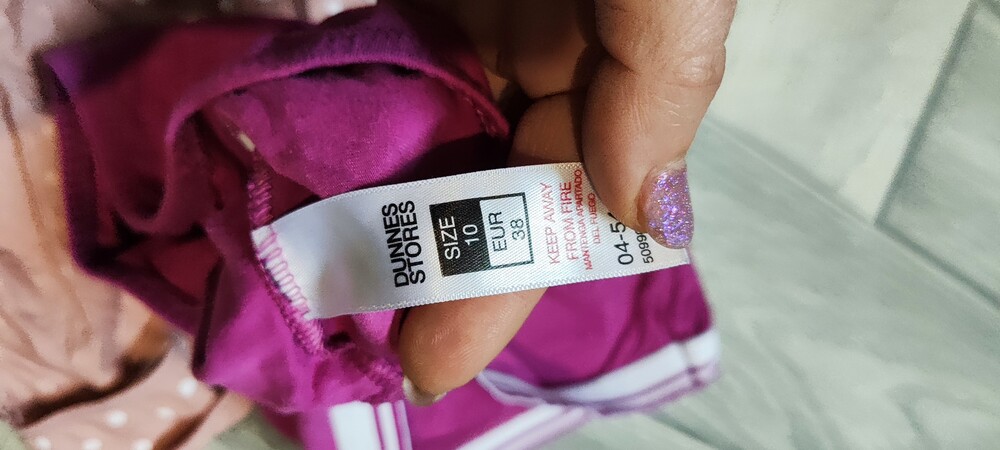 DUNNES
STORES
SIZE
10
EUR
38
KEEP AWAY
FROM FIRE
MANTENGA APARTADO
DEL FUEGO